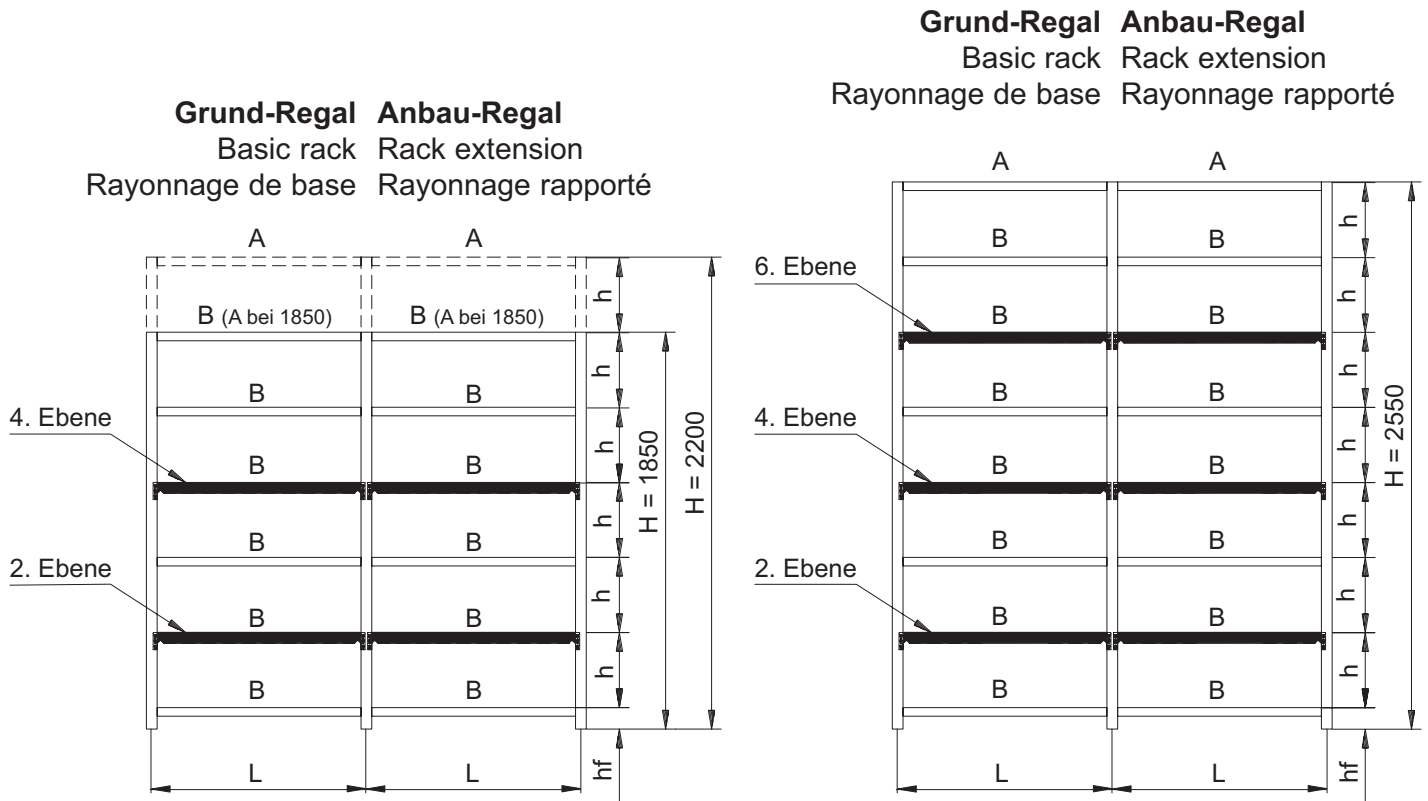 Grund-Regal Anbau-Regal
Basic rack Rack extension
Rayonnage de base Rayonnage rapporté
A A
B (A bei 1850) B (A bei 1850)
B B
4. Ebene
B B
B B
2. Ebene
B B
B B
L L
h
h
h
h
h
h
hf
H = 1850
H = 2200
Grund-Regal Anbau-Regal
Basic rack Rack extension
Rayonnage de base Rayonnage rapporté
A A
B B
6. Ebene
B B
B B
4. Ebene
B B
B B
2. Ebene
B B
B B
L L
h
h
h
h
h
h
h
hf
H = 2550